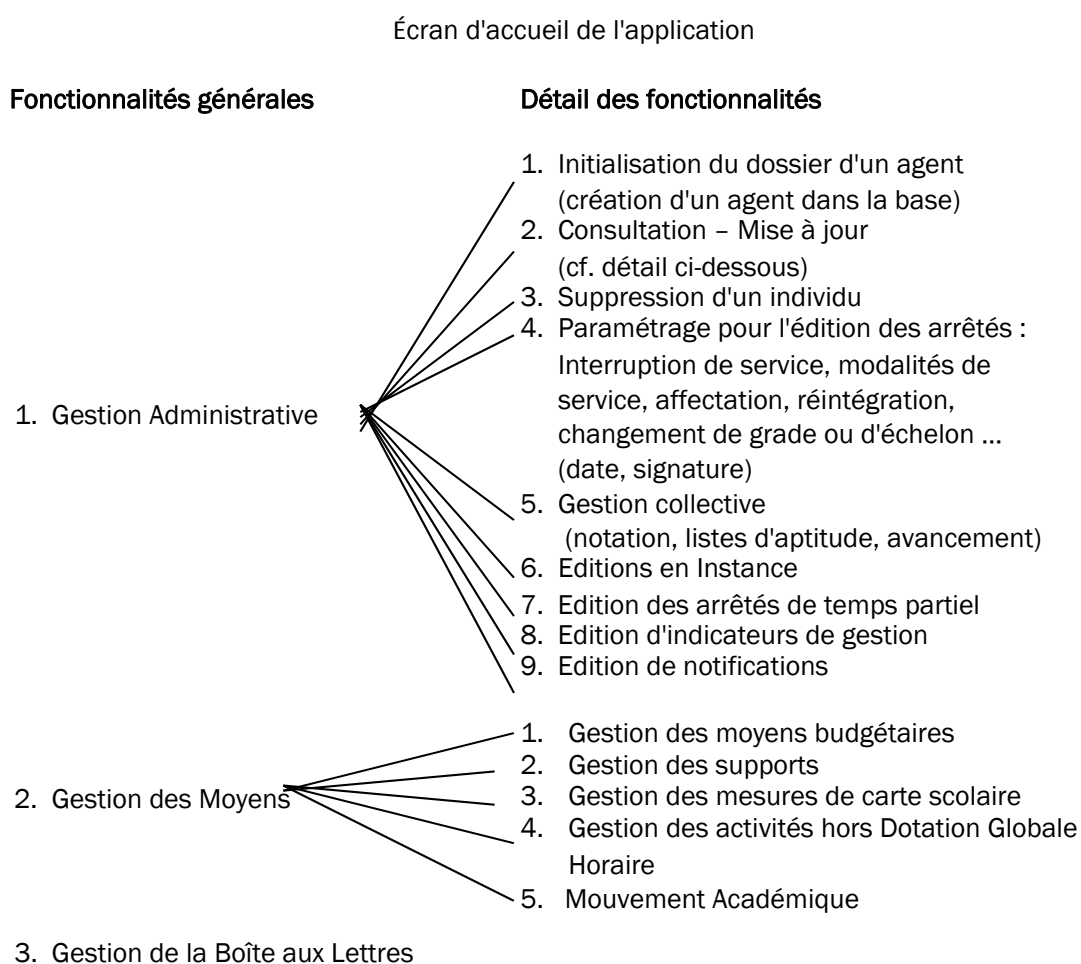 Écran d'accueil de l'application
Fonctionnalités générales
Détail des fonctionnalités
1. Initialisation du dossier d'un agent
(création d'un agent dans la base)
2. Consultation – Mise à jour
(cf. détail ci-dessous)
3. Suppression d'un individu
4. Paramétrage pour l'édition des arrêtés :
Interruption de service, modalités de
service, affectation, réintégration,
changement de grade ou d'échelon ...
(date, signature)
1. Gestion Administrative
5. Gestion collective
(notation, listes d'aptitude, avancement)
6. Editions en Instance
7. Edition des arrêtés de temps partiel
8. Edition d'indicateurs de gestion
9. Edition de notifications
1. Gestion des moyens budgétaires
2. Gestion des supports
2. Gestion des Moyens
3. Gestion des mesures de carte scolaire
4. Gestion des activités hors Dotation Globale
Horaire
5. Mouvement Académique
3. Gestion de la Boîte aux Lettres